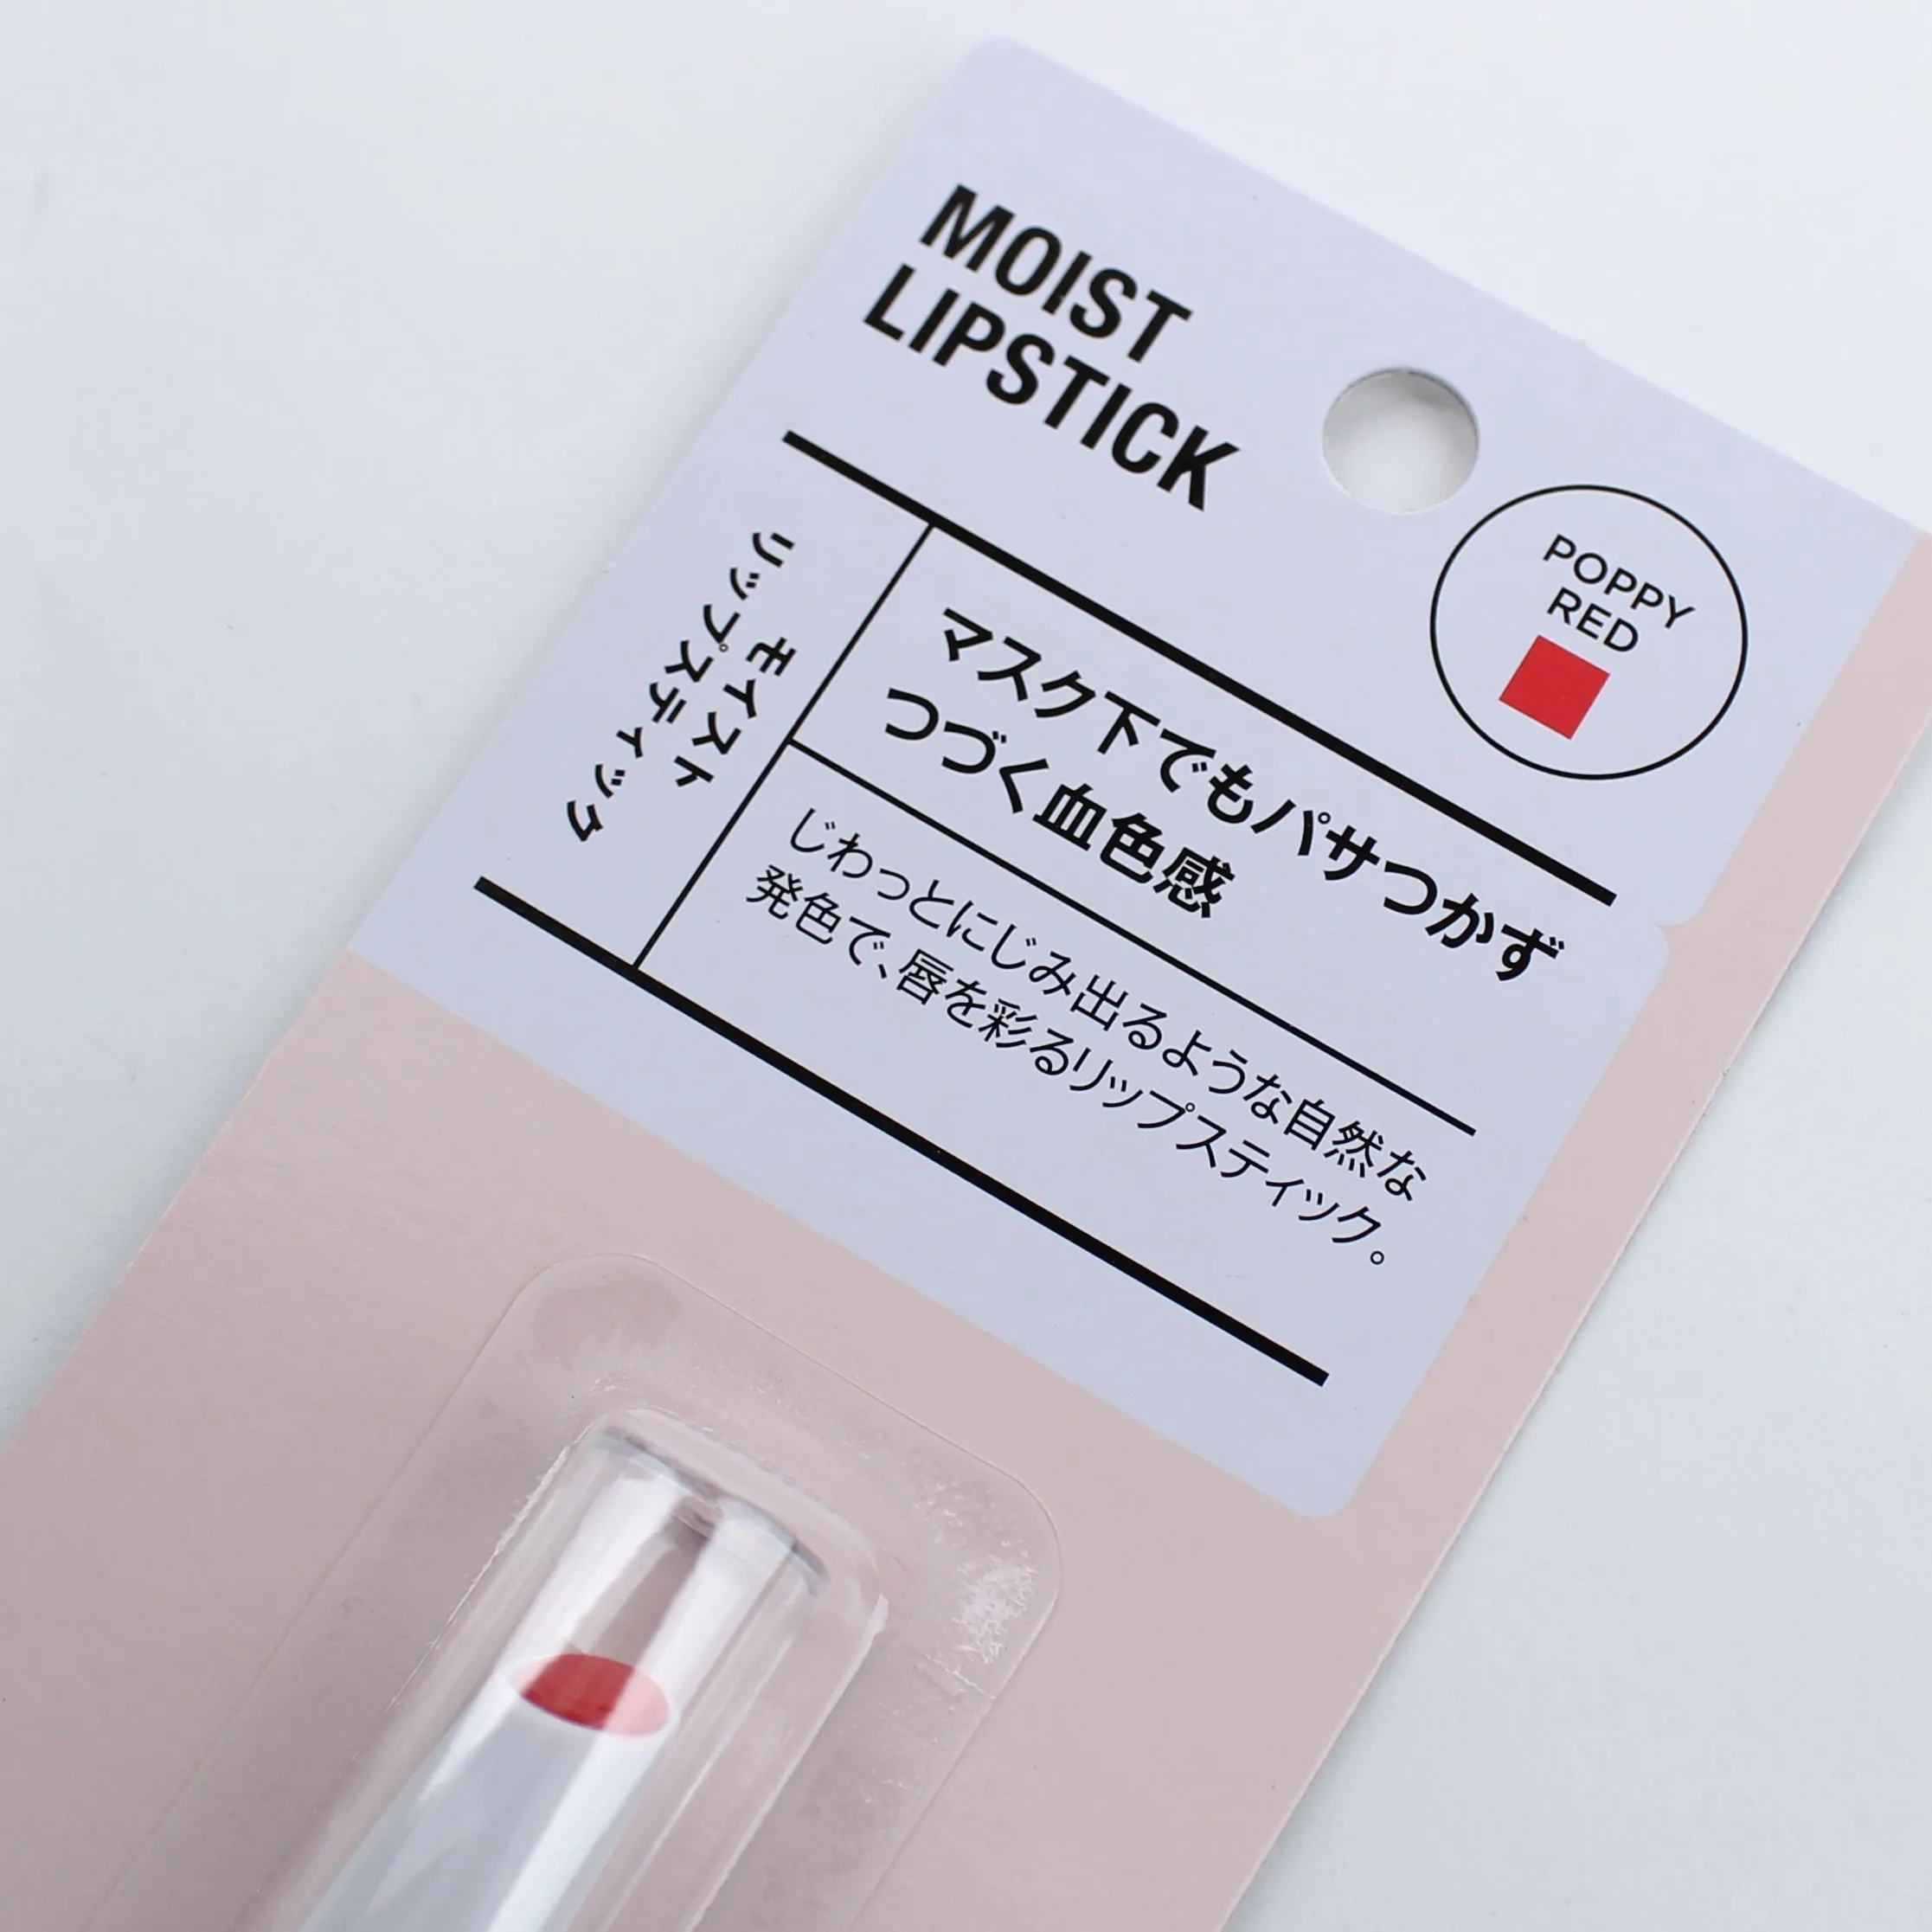 MOIST
LIPSTICK
POPPY
RED
モイスト
リップスティック
マスク下でもパサつかず
つづく血色感
じわっとにじみ出るような自然な
発色で、唇を彩るリップスティック。